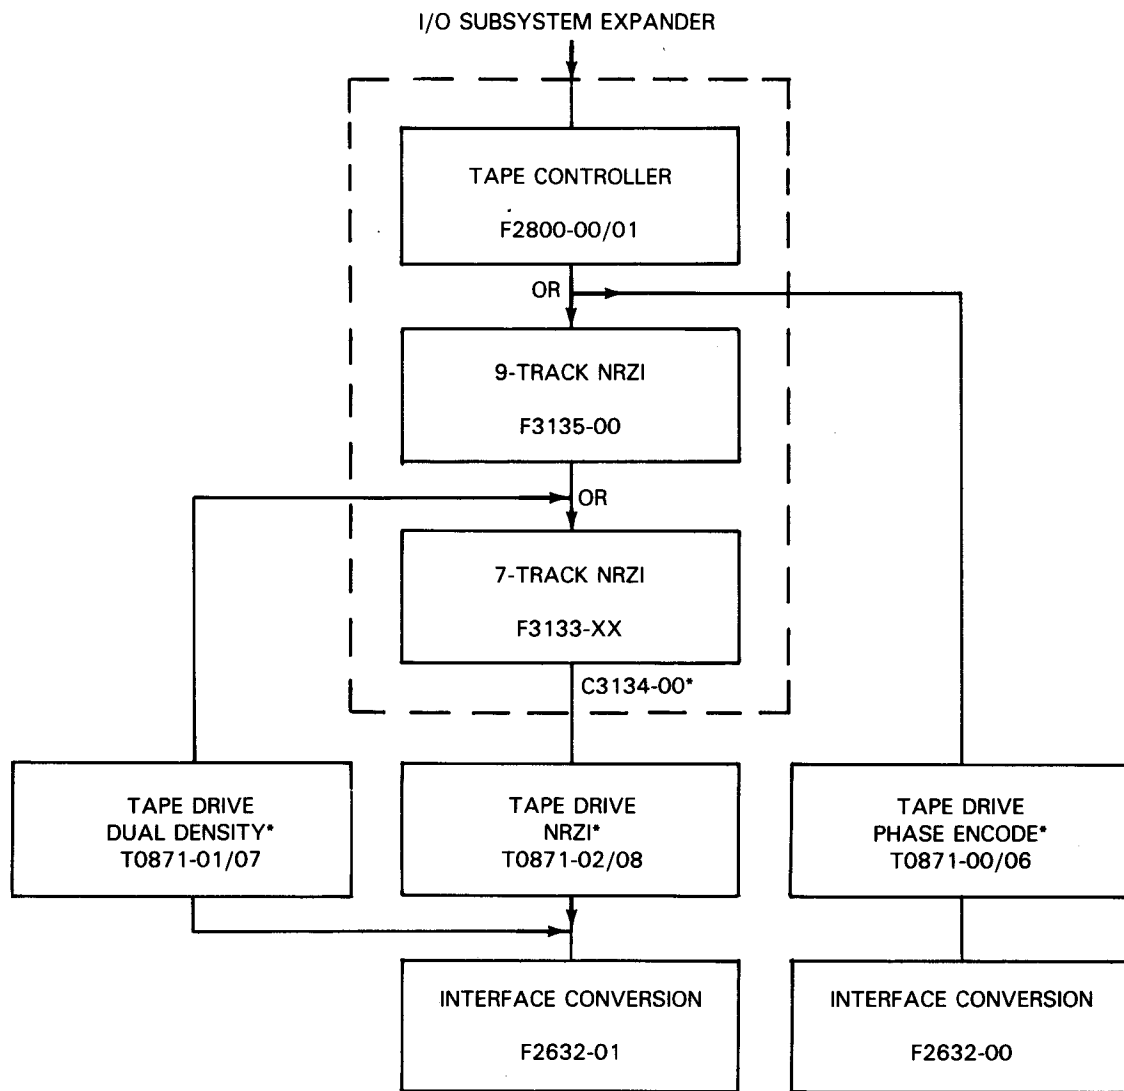 I/O SUBSYSTEM EXPANDER
TAPE CONTROLLER
F2800-00/01
OR
9-TRACK NRZI
F3135-00
OR
7-TRACK NRZI
F3133-XX
C3134-00*
TAPE DRIVE
DUAL DENSITY*
T0871-01/07
TAPE DRIVE
NRZI*
T0871-02/08
TAPE DRIVE
PHASE ENCODE*
T0871-00/06
INTERFACE CONVERSION
F2632-01
INTERFACE CONVERSION
F2632-00